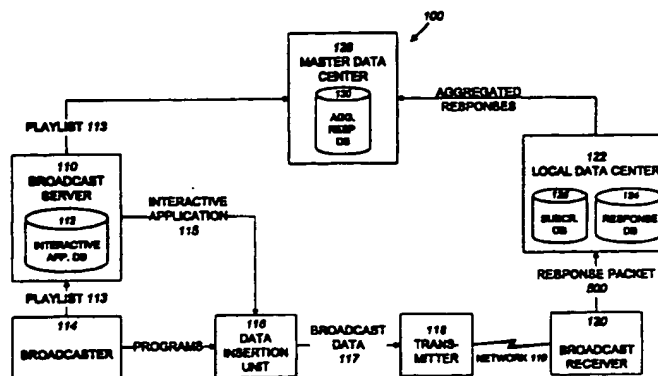 100
128
MASTER DATA
CENTER
130
AGG.
RESP
DB
AGGREGATED
RESPONSES
PLAYLIST 113
110
BROADCAST
SERVER
112
INTERACTIVE
APP. DB
INTERACTIVE
APPLICATION
115
122
LOCAL DATA CENTER
SUBCR.
DB
124
RESPONSE
DB
PLAYLIST 113
RESPONSE PACKET
500
114
BROADCASTER
PROGRAMS
116
DATA
INSERTION
UNIT
BROADCAST
DATA
117
118
TRANS-
MITTER
NETWORK 119
120
BROADCAST
RECEIVER